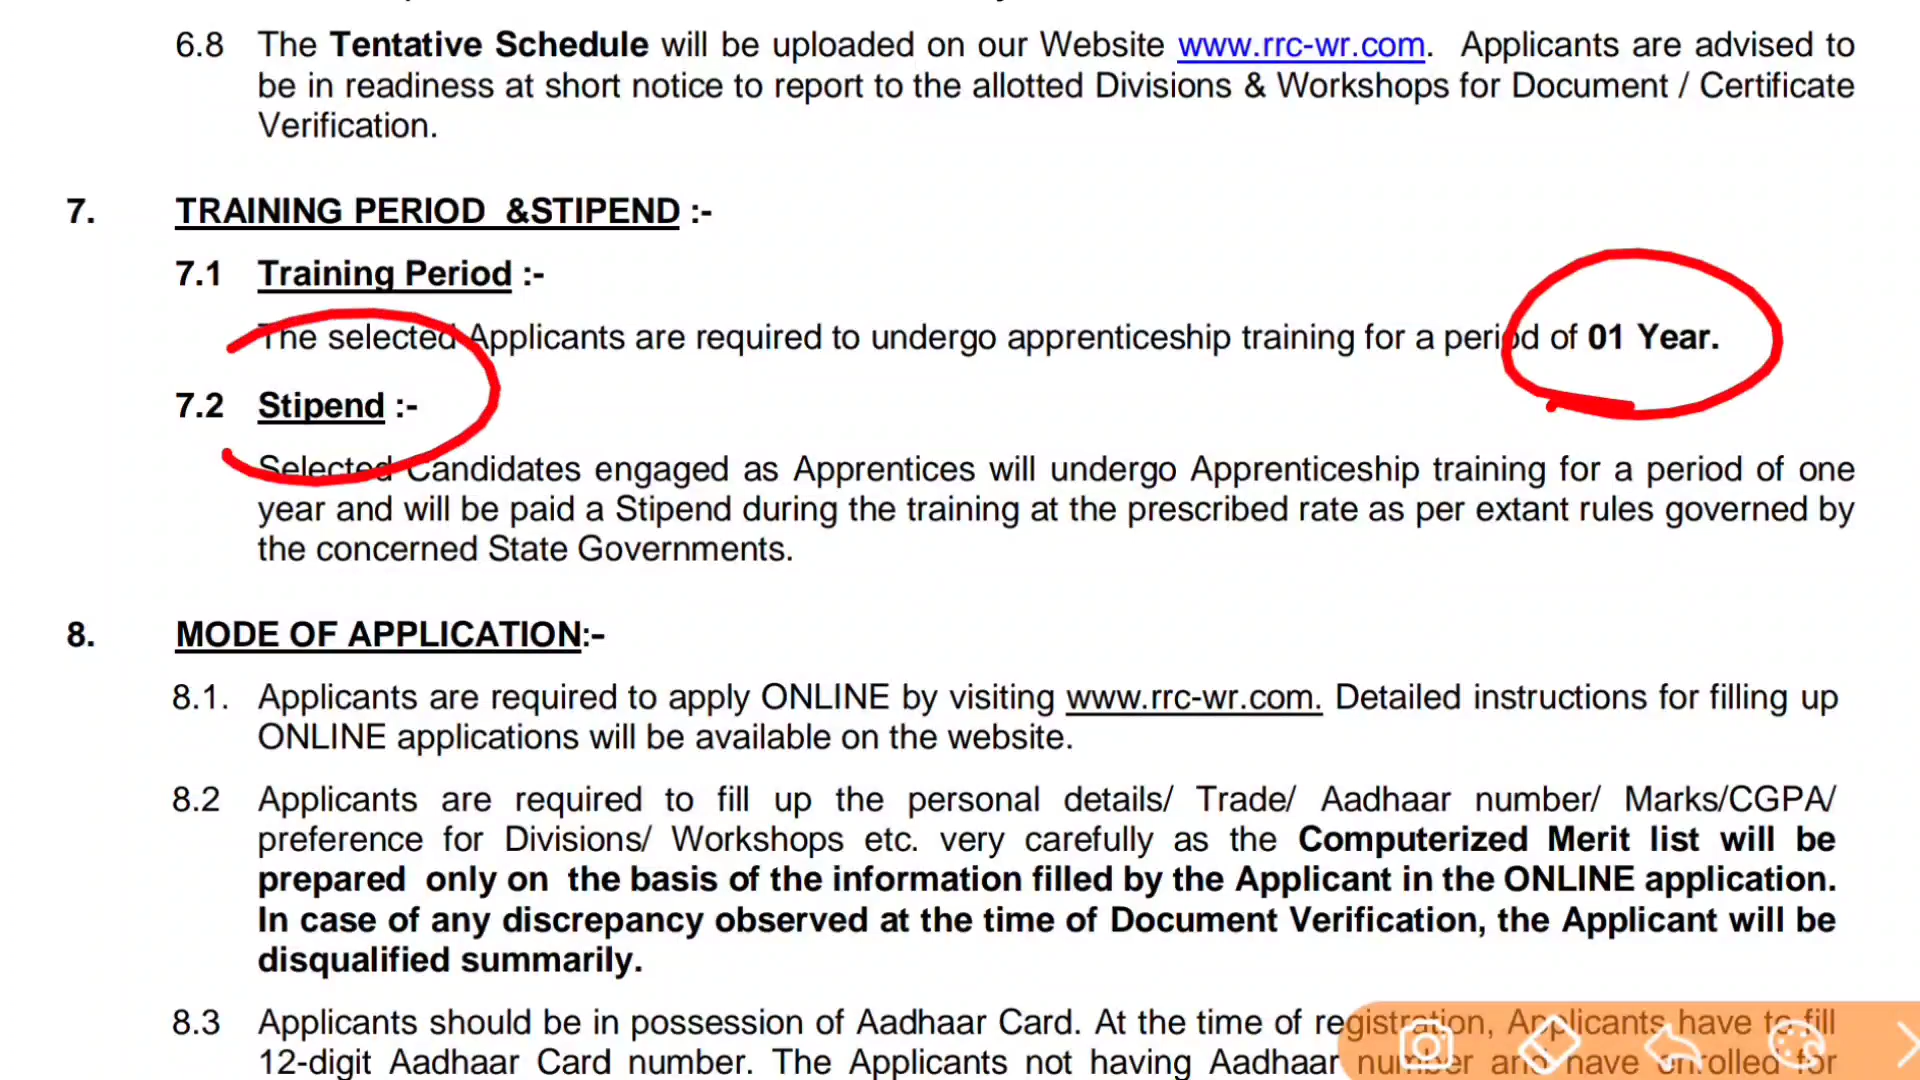 6.8 The Tentative Schedule will be uploaded on our Website www.rrc-wr.com. Applicants are advised to
be in readiness at short notice to report to the allotted Divisions & Workshops for Document / Certificate
Verification.
7. TRAINING PERIOD &STIPEND :-
7.1 Training Period :-
The selected Applicants are required to undergo apprenticeship training for a period of 01 Year.
7.2 Stipend :-
Selected Candidates engaged as Apprentices will undergo Apprenticeship training for a period of one
year and will be paid a Stipend during the training at the prescribed rate as per extant rules governed by
the concerned State Governments.
8. MODE OF APPLICATION:-
8.1. Applicants are required to apply ONLINE by visiting www.rrc-wr.com. Detailed instructions for filling up
ONLINE applications will be available on the website.
8.2 Applicants are required to fill up the personal details/ Trade/ Aadhaar number/ Marks/CGPA/
preference for Divisions/ Workshops etc. very carefully as the Computerized Merit list will be
prepared only on the basis of the information filled by the Applicant in the ONLINE application.
In case of any discrepancy observed at the time of Document Verification, the Applicant will be
disqualified summarily.
8.3 Applicants should be in possession of Aadhaar Card. At the time of registration, Applicants have to fill
12-digit Aadhaar Card number. The Applicants not having Aadhaar number and have enrolled for